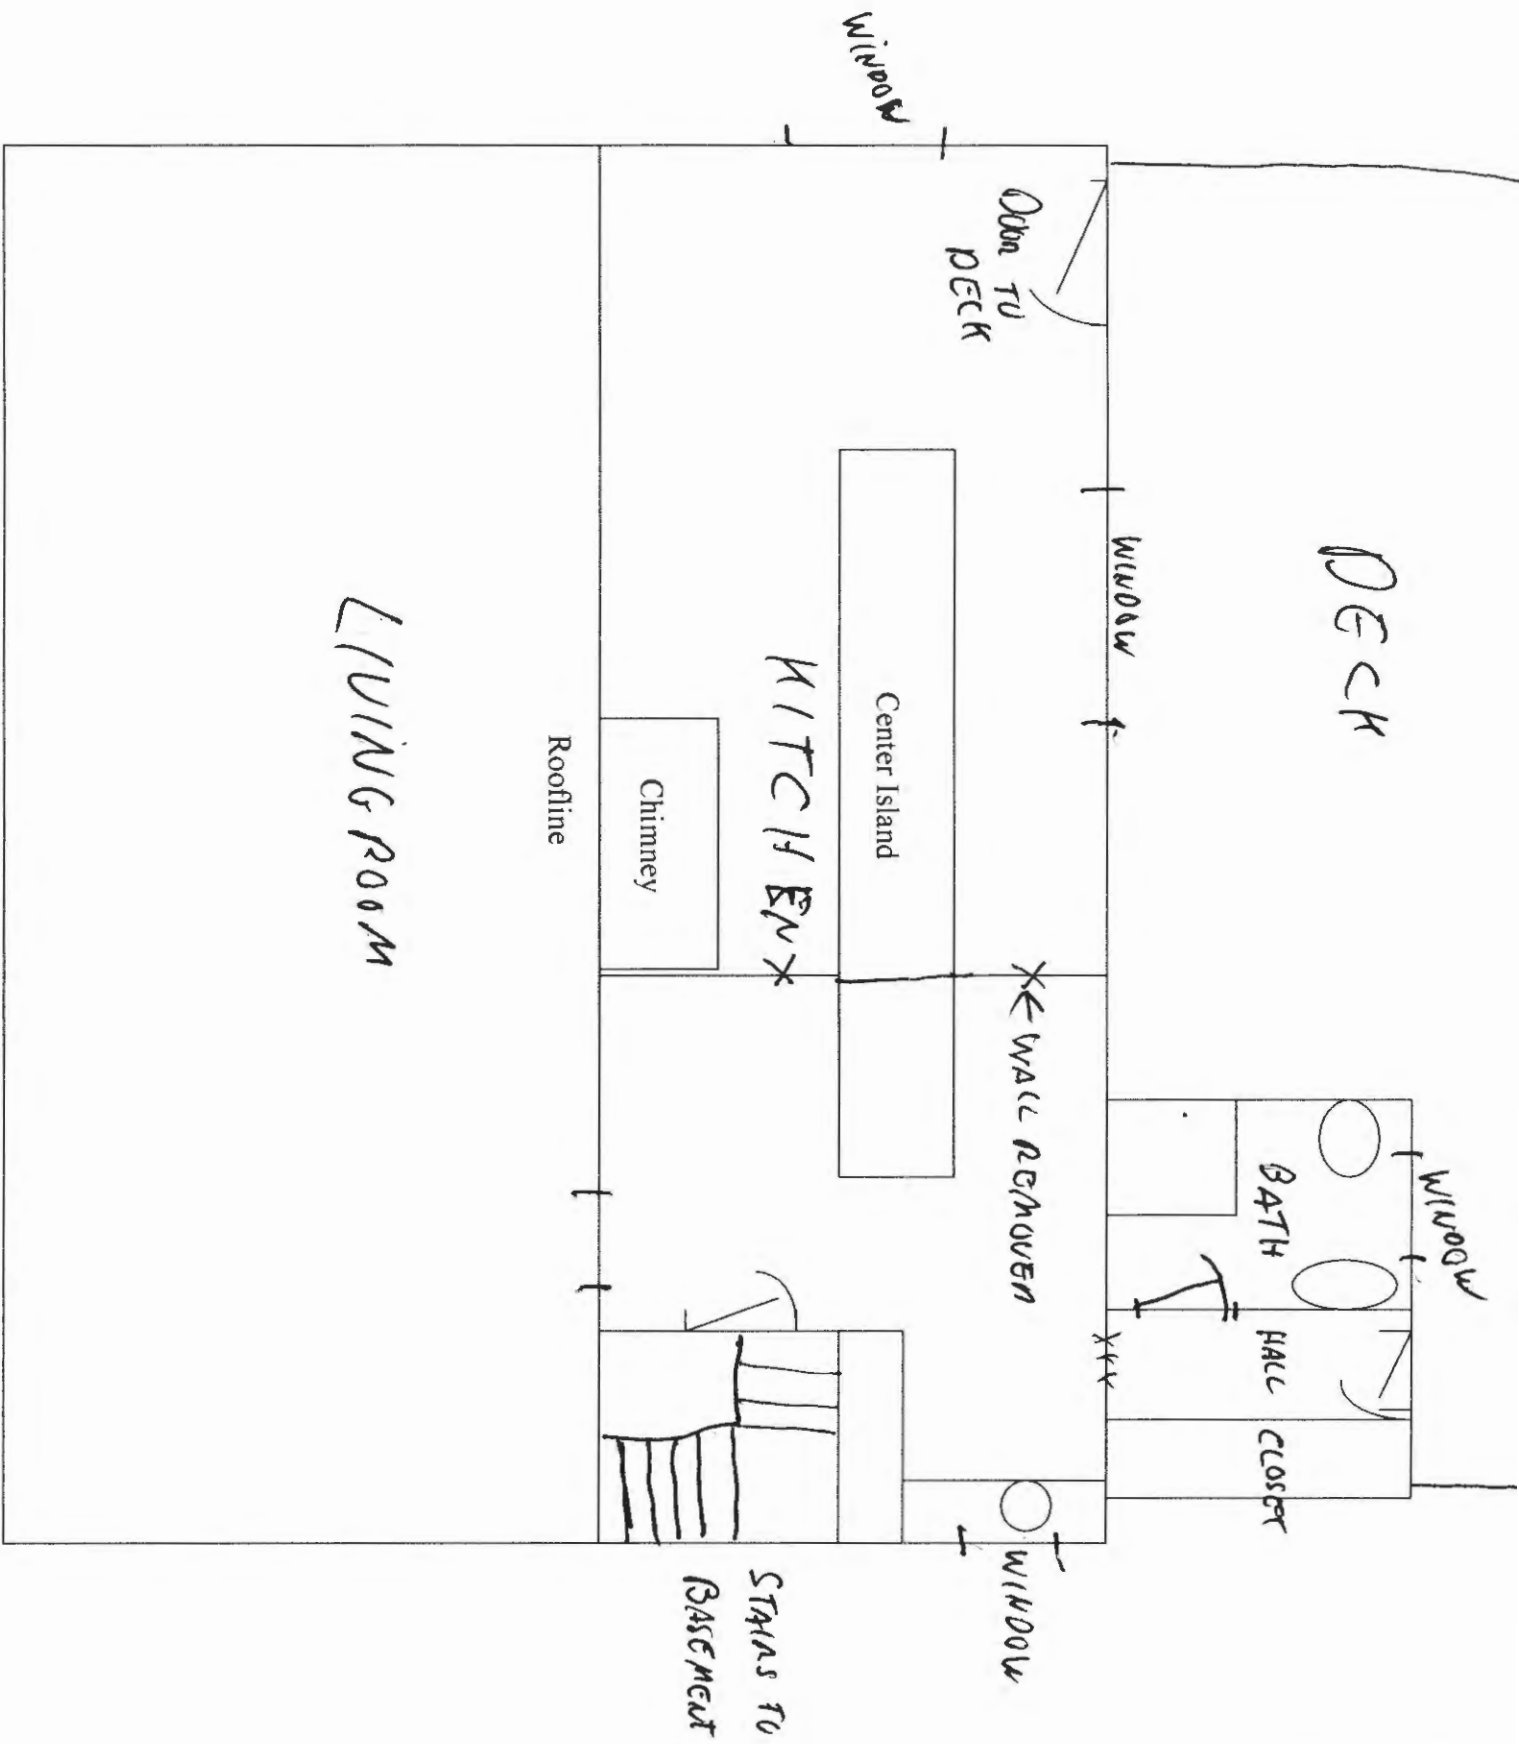 DECK
WINDOW
WINDOW
BATH
HALL
CLOSET
WINDOW
DOOR TO
DECK
← WALL REMOVED
WINDOW
Center Island
KITCHEN
STAIRS TO
BASEMENT
Chimney
Roofline
LIVING ROOM